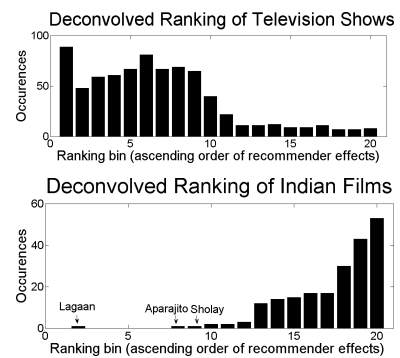 Deconvolved Ranking of Television Shows
100
50
0
Occurences
0 5 10 15 20
Ranking bin (ascending order of recommender effects)
Deconvolved Ranking of Indian Films
60
40
20
0
Occurences
Lagaan
Aparajito Sholay
0 5 10 15 20
Ranking bin (ascending order of recommender effects)